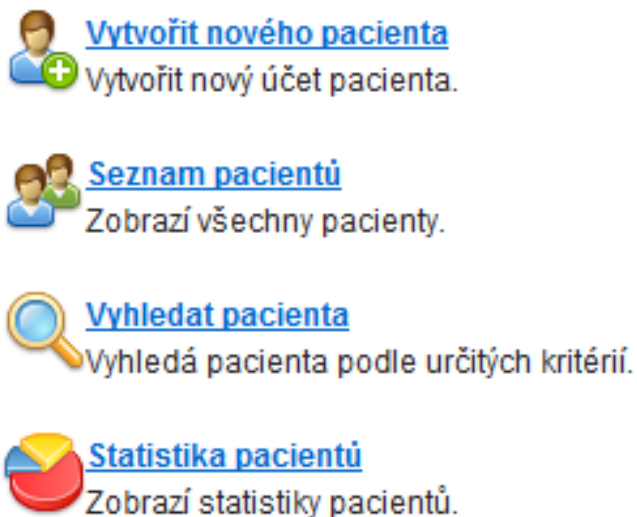 Vytvořit nového pacienta
Vytvořit nový účet pacienta.
Seznam pacientů
Zobrazí všechny pacienty.
Vyhledat pacienta
Vyhledá pacienta podle určitých kritérií.
Statistika pacientů
Zobrazí statistiky pacientů.